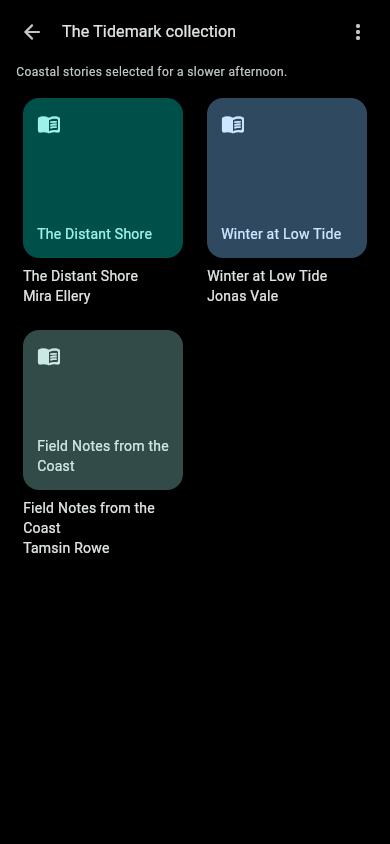 The Tidemark collection
Coastal stories selected for a slower afternoon.
The Distant Shore
The Distant Shore
Mira Ellery
Winter at Low Tide
Winter at Low Tide
Jonas Vale
Field Notes from the
Coast
Field Notes from the
Coast
Tamsin Rowe